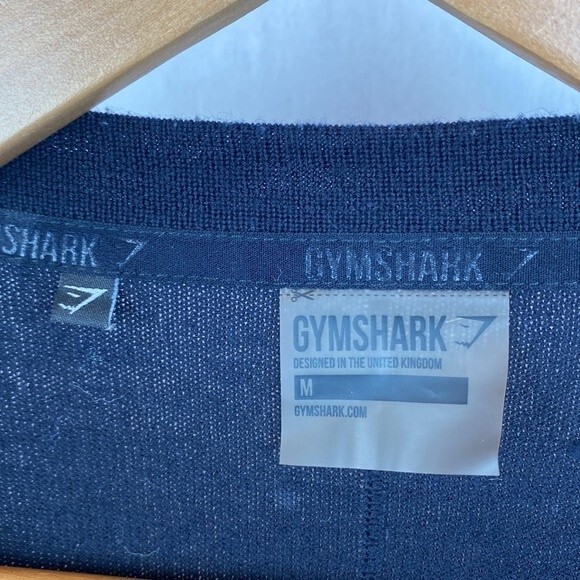 SHARK
GYMSHARK
GYMSHARK
DESIGNED IN THE UNITED KINGDOM
M
GYMSHARK.COM